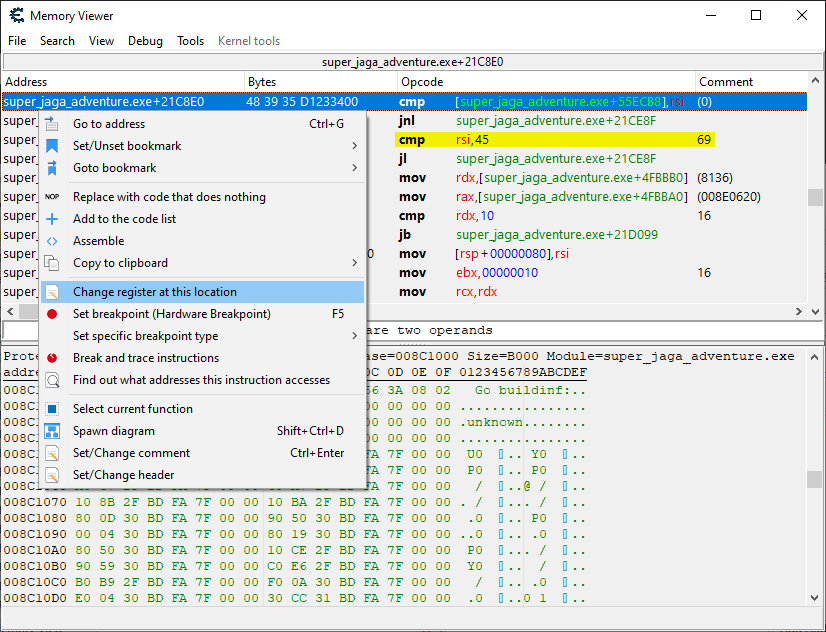 Memory Viewer
File Search View Debug Tools Kernel tools
super_jaga_adventure.exe+21C8E0
Address Bytes Opcode Comment
super_jaga_adventure.exe+21C8E0 48 39 35 D1233400 cmp [super_jaga_adventure.exe+55ECB8],rsi (0)
super_ jnl super_jaga_adventure.exe+21CE8F
super_ cmp rsi,45 69
super_ jl super_jaga_adventure.exe+21CE8F
super_ mov rdx,[super_jaga_adventure.exe+4FBBB0] (8136)
super_ mov rax,[super_jaga_adventure.exe+4FBBA0] (008E0620)
super_ cmp rdx,10 16
super_ jb super_jaga_adventure.exe+21D099
super_ 0 mov [rsp+00000080],rsi
super_ mov ebx,00000010 16
super_ mov rcx,rdx
Go to address Ctrl+G
Set/Unset bookmark
Goto bookmark
NOP Replace with code that does nothing
Add to the code list
Assemble
Copy to clipboard
Change register at this location
Set breakpoint (Hardware Breakpoint) F5
Set specific breakpoint type
Break and trace instructions
Find out what addresses this instruction accesses
Select current function
Spawn diagram Shift+Ctrl+D
Set/Change comment Ctrl+Enter
Set/Change header
are two operands
Prote ase=008C1000 Size=B000 Module=super_jaga_adventure.exe
addre 0C 0D 0E 0F 0123456789ABCDEF
008C1 66 3A 08 02 Go buildinf:..
008C1 00 00 00 00 ................
008C1 00 00 00 00 .unknown........
008C1 00 00 00 00 ................
008C1 FA 7F 00 00 U0 .. Y0 ..
008C1 FA 7F 00 00 P0 .. P0 ..
FA 7F 00 00 / ..@ / ..
008C1070 10 8B 2F BD FA 7F 00 00 10 BA 2F BD FA 7F 00 00 . / ... / ..
008C1080 80 0D 30 BD FA 7F 00 00 90 50 30 BD FA 7F 00 00 .0 .. P0 ..
008C1090 00 04 30 BD FA 7F 00 00 80 19 30 BD FA 7F 00 00 ..0 .. .0 ..
008C10A0 80 50 30 BD FA 7F 00 00 10 CE 2F BD FA 7F 00 00 P0 ... / ..
008C10B0 90 59 30 BD FA 7F 00 00 C0 E6 2F BD FA 7F 00 00 Y0 .. / ..
008C10C0 B0 B9 2F BD FA 7F 00 00 F0 0A 30 BD FA 7F 00 00 / .. .0 ..
008C10D0 E0 04 30 BD FA 7F 00 00 30 CC 31 BD FA 7F 00 00 .0 ..0 1 ..